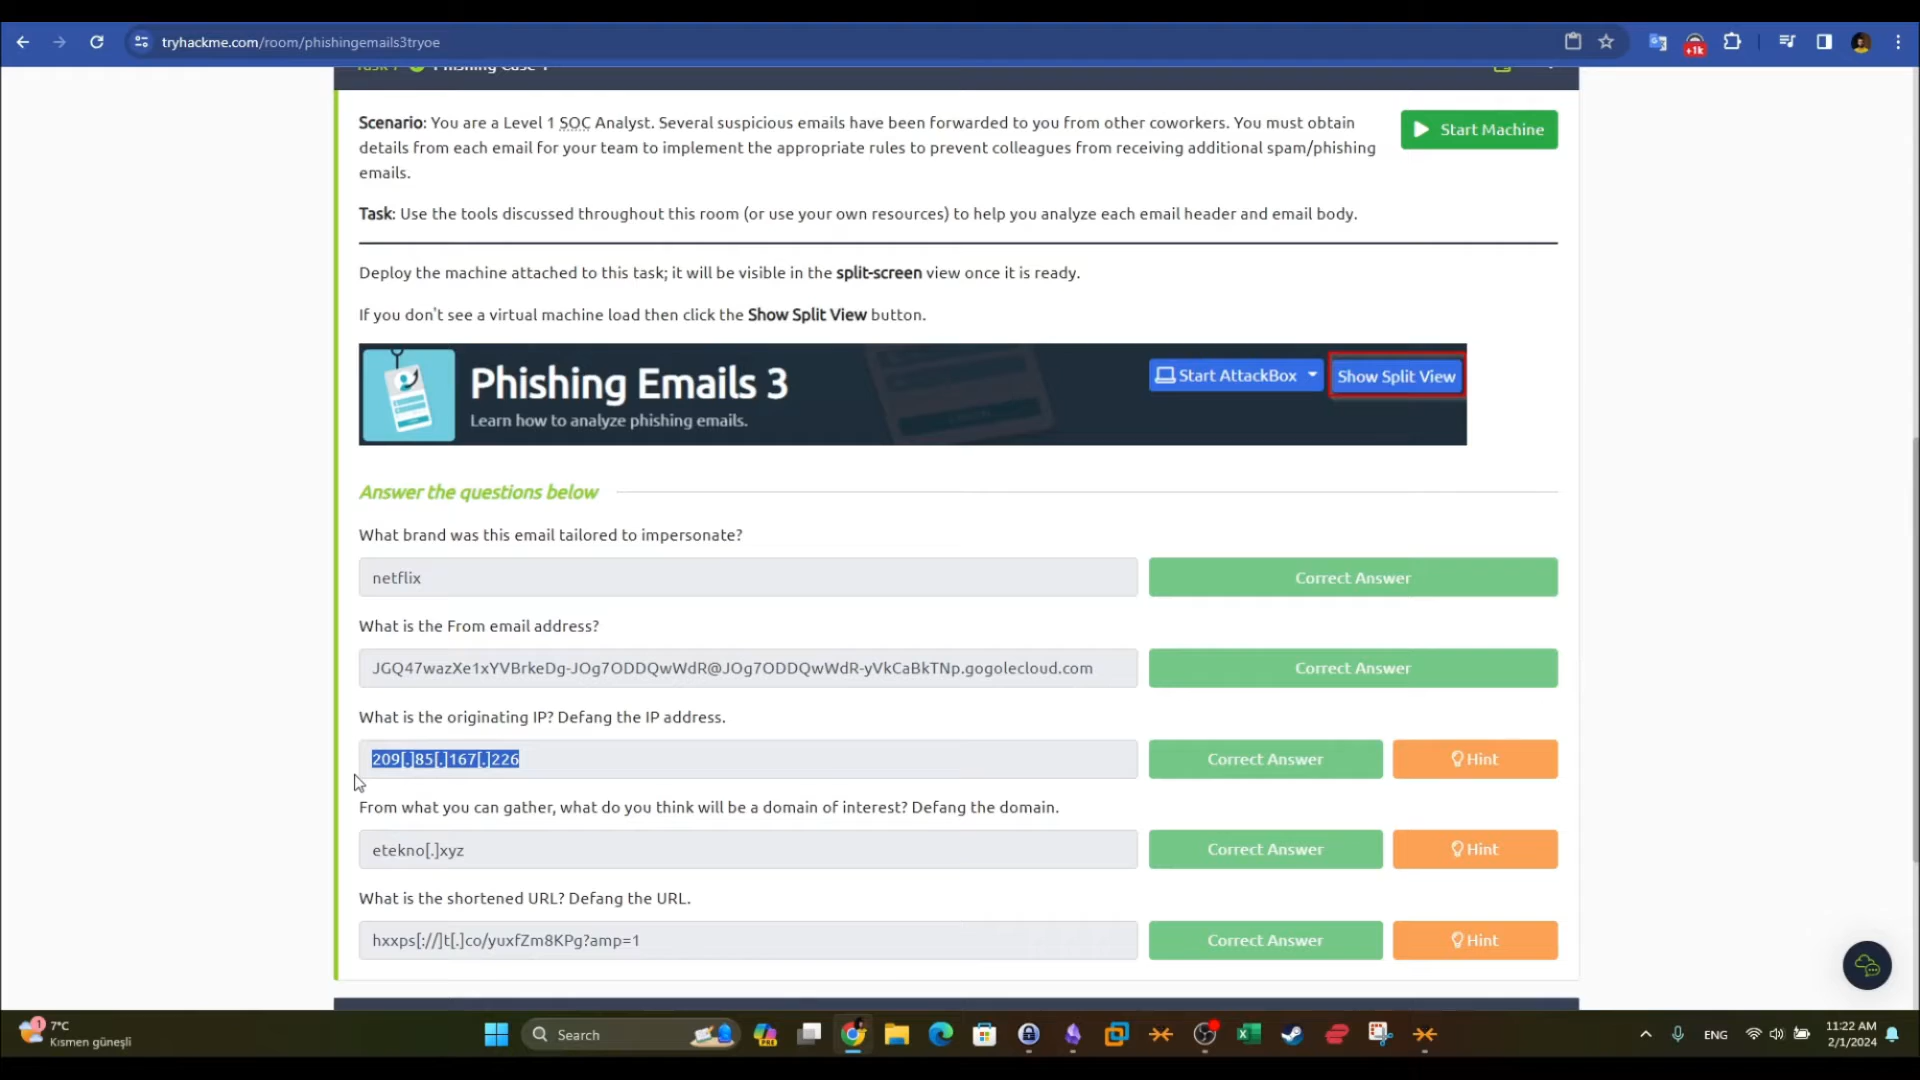 tryhackme.com/room/phishingemails3tryoe
+1k
Scenario: You are a Level 1 SOC Analyst. Several suspicious emails have been forwarded to you from other coworkers. You must obtain
details from each email for your team to implement the appropriate rules to prevent colleagues from receiving additional spam/phishing
emails.
Start Machine
Task: Use the tools discussed throughout this room (or use your own resources) to help you analyze each email header and email body.
Deploy the machine attached to this task; it will be visible in the split-screen view once it is ready.
If you don't see a virtual machine load then click the Show Split View button.
Phishing Emails 3
Learn how to analyze phishing emails.
Start AttackBox
Show Split View
Answer the questions below
What brand was this email tailored to impersonate?
netflix
Correct Answer
What is the From email address?
JGQ47wazXe1xYVBrkeDg-JOg7ODDQwWdR@JOg7ODDQwWdR-yVkCaBkTNp.gogolecloud.com
Correct Answer
What is the originating IP? Defang the IP address.
209[.]85[.]167[.]226
Correct Answer
Hint
From what you can gather, what do you think will be a domain of interest? Defang the domain.
etekno[.]xyz
Correct Answer
Hint
What is the shortened URL? Defang the URL.
hxxps[://]t[.]co/yuxfZm8KPg?amp=1
Correct Answer
Hint
1
7°C
Kısmen güneşli
Search
PRE
ENG
11:22 AM
2/1/2024